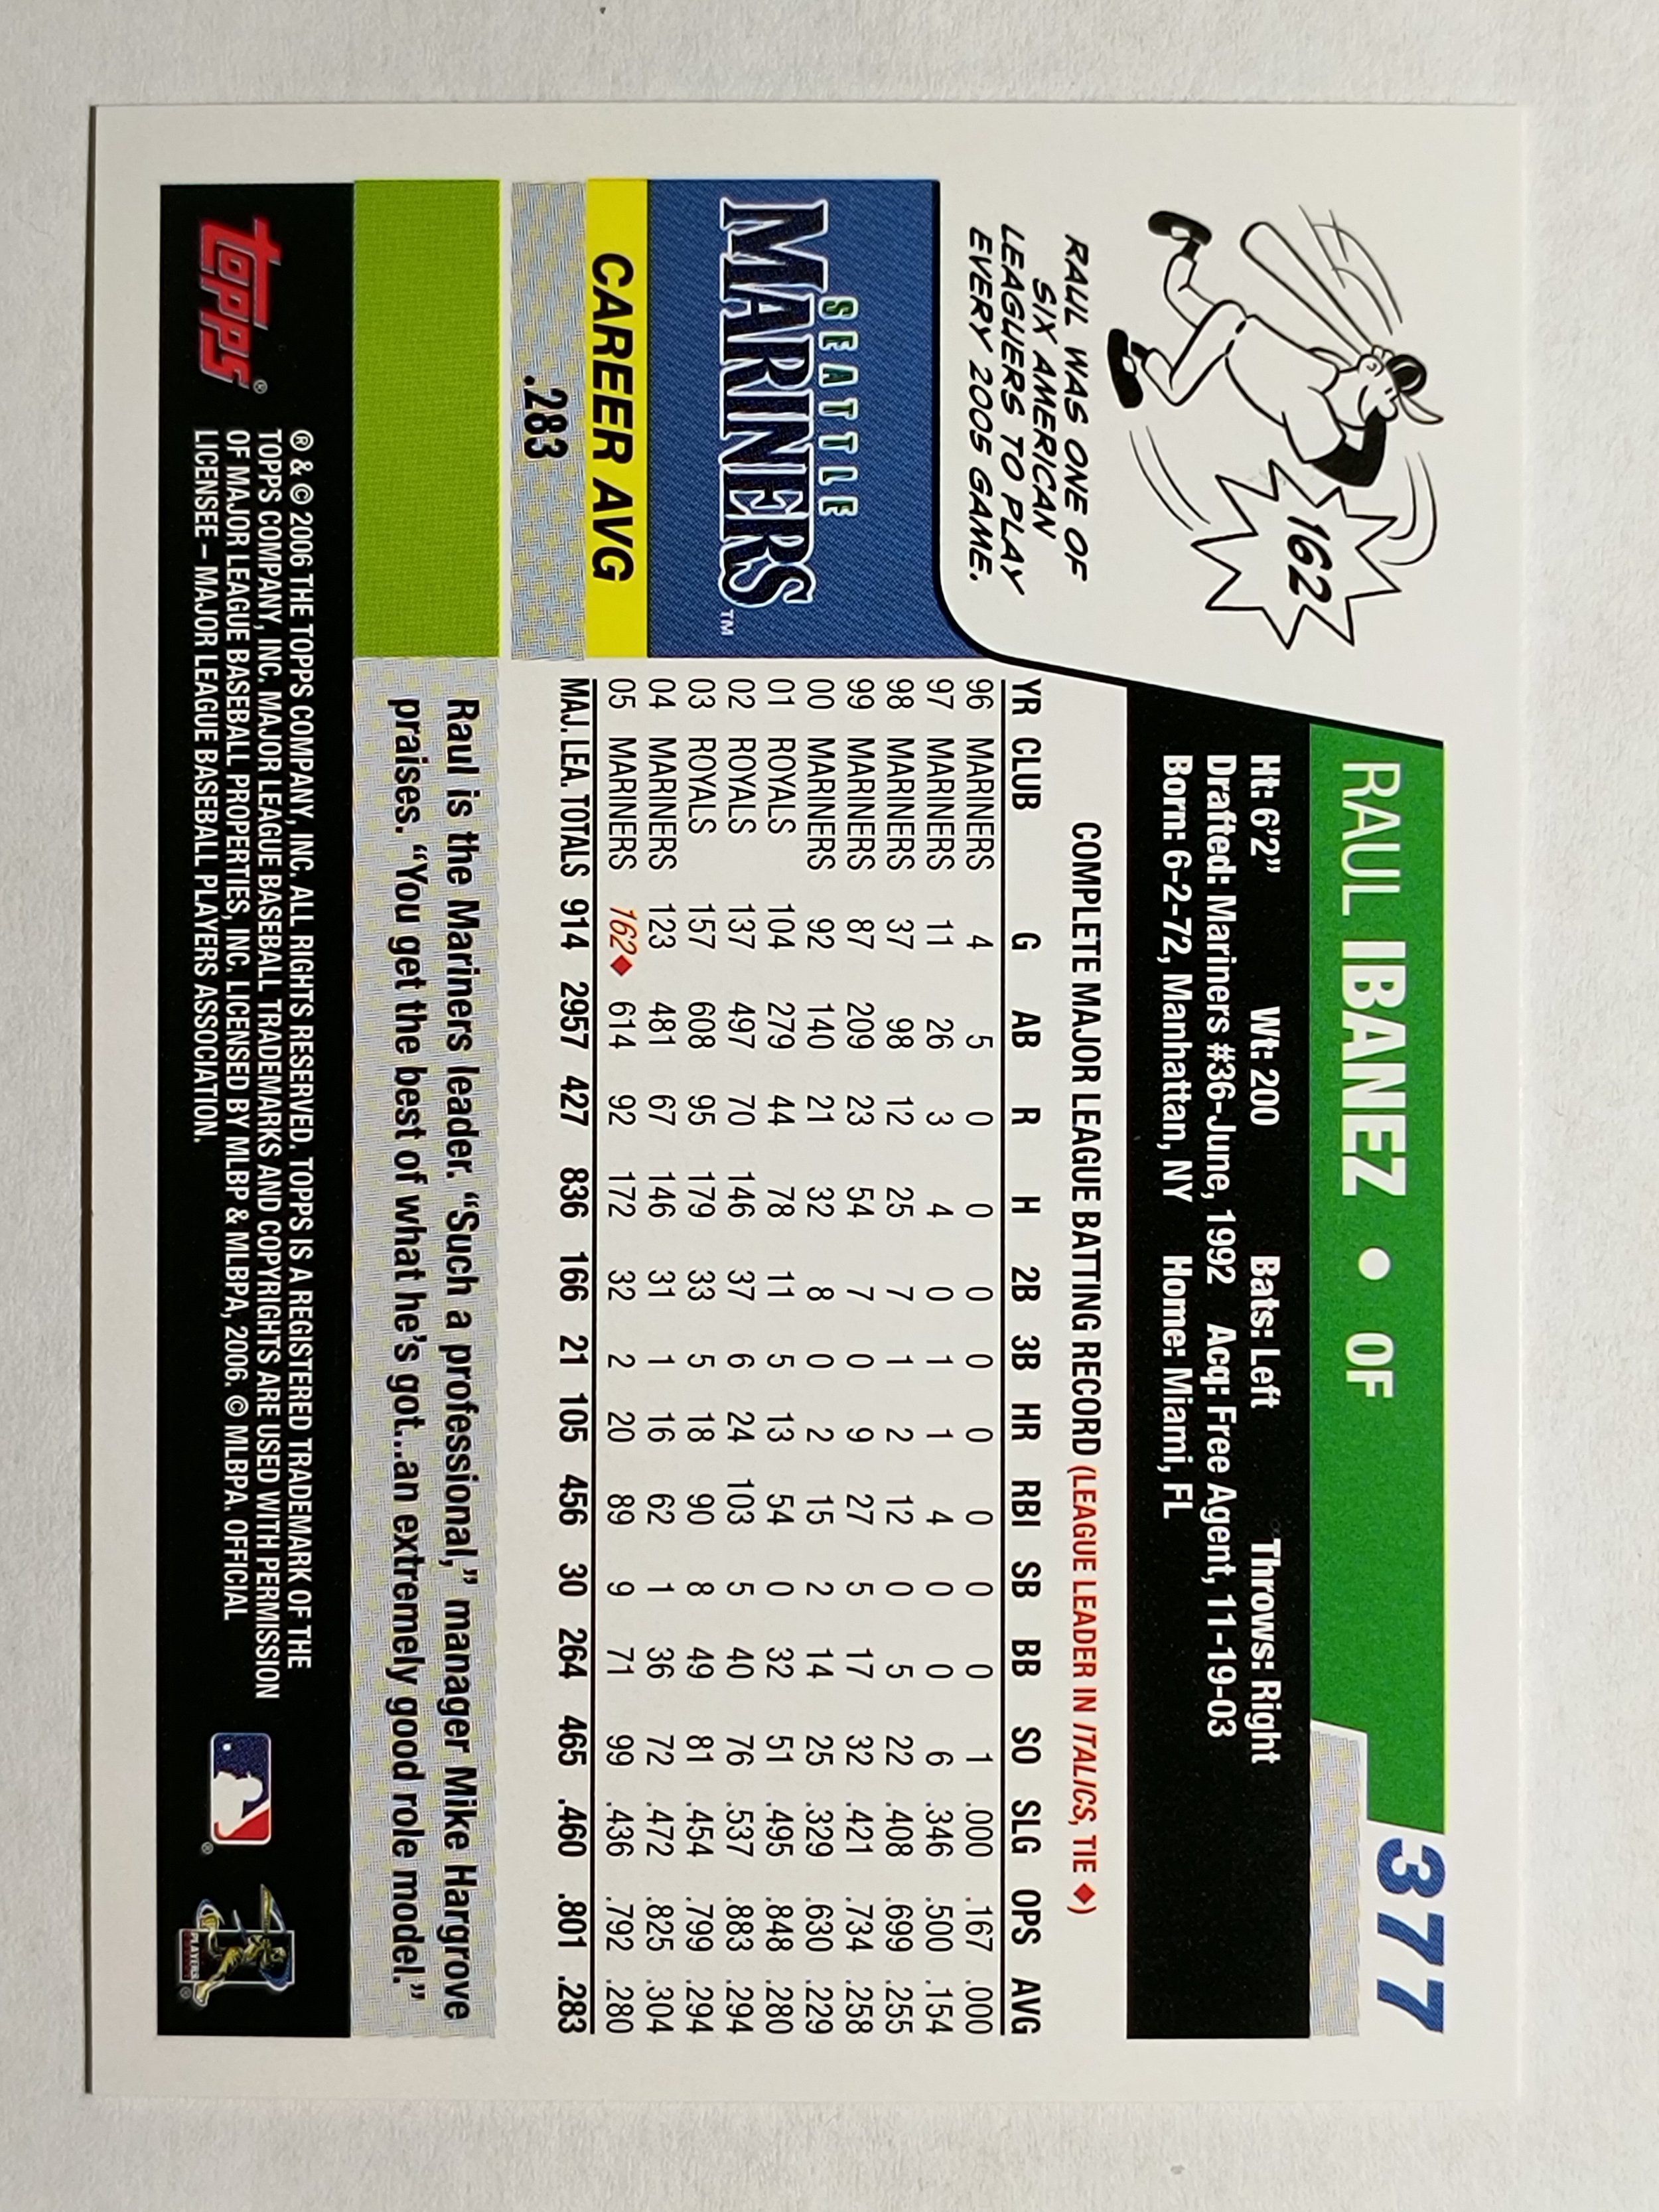 377
RAUL IBANEZ • OF
Ht: 6'2" Wt: 200 Bats: Left Throws: Right
Drafted: Mariners #36-June, 1992 Acq: Free Agent, 11-19-03
Born: 6-2-72, Manhattan, NY Home: Miami, FL
162
RAUL WAS ONE OF
SIX AMERICAN
LEAGUERS TO PLAY
EVERY 2005 GAME.
SEATTLE
MARINERS™
CAREER AVG
.283
COMPLETE MAJOR LEAGUE BATTING RECORD (LEAGUE LEADER IN ITALICS, TIE ♦)
YR CLUB G AB R H 2B 3B HR RBI SB BB SO SLG OPS AVG
96 MARINERS 4 5 0 0 0 0 0 0 0 0 1 .000 .167 .000
97 MARINERS 11 26 3 4 0 1 1 4 0 0 6 .346 .500 .154
98 MARINERS 37 98 12 25 7 1 2 12 0 5 22 .408 .699 .255
99 MARINERS 87 209 23 54 7 0 9 27 5 17 32 .421 .734 .258
00 MARINERS 92 140 21 32 8 0 2 15 2 14 25 .329 .630 .229
01 ROYALS 104 279 44 78 11 5 13 54 0 32 51 .495 .848 .280
02 ROYALS 137 497 70 146 37 6 24 103 5 40 76 .537 .883 .294
03 ROYALS 157 608 95 179 33 5 18 90 8 49 81 .454 .799 .294
04 MARINERS 123 481 67 146 31 1 16 62 1 36 72 .472 .825 .304
05 MARINERS 162♦ 614 92 172 32 2 20 89 9 71 99 .436 .792 .280
MAJ. LEA. TOTALS 914 2957 427 836 166 21 105 456 30 264 465 .460 .801 .283
Raul is the Mariners leader. “Such a professional,” manager Mike Hargrove
praises. “You get the best of what he's got...an extremely good role model.”
topps®
® & © 2006 THE TOPPS COMPANY, INC. ALL RIGHTS RESERVED. TOPPS IS A REGISTERED TRADEMARK OF THE
TOPPS COMPANY, INC. MAJOR LEAGUE BASEBALL TRADEMARKS AND COPYRIGHTS ARE USED WITH PERMISSION
OF MAJOR LEAGUE BASEBALL PROPERTIES, INC. LICENSED BY MLBP & MLBPA, 2006. © MLBPA. OFFICIAL
LICENSEE – MAJOR LEAGUE BASEBALL PLAYERS ASSOCIATION.
PLAYERS